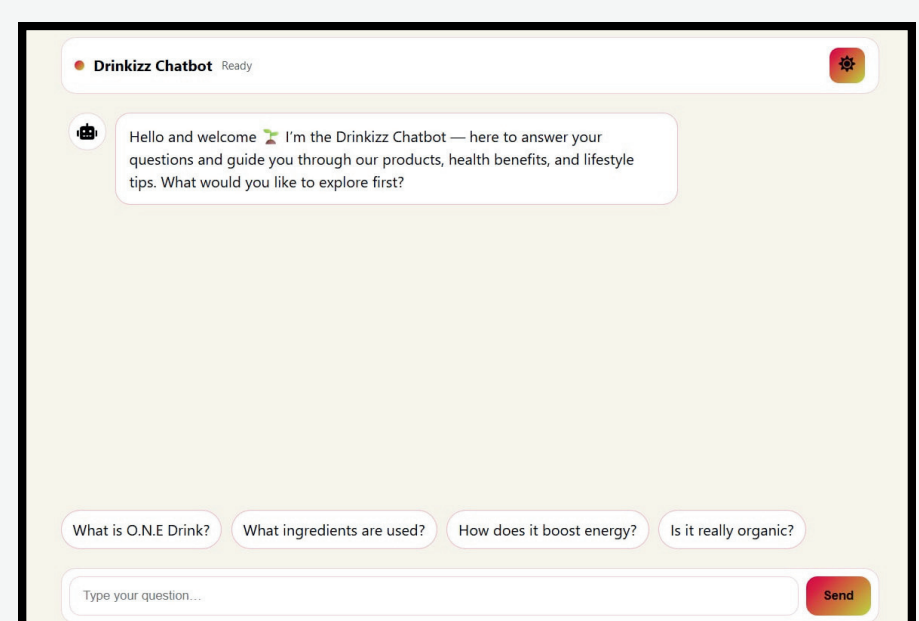 Drinkizz Chatbot Ready
Hello and welcome 🌱 I'm the Drinkizz Chatbot — here to answer your
questions and guide you through our products, health benefits, and lifestyle
tips. What would you like to explore first?
What is O.N.E Drink? What ingredients are used? How does it boost energy? Is it really organic?
Type your question... Send